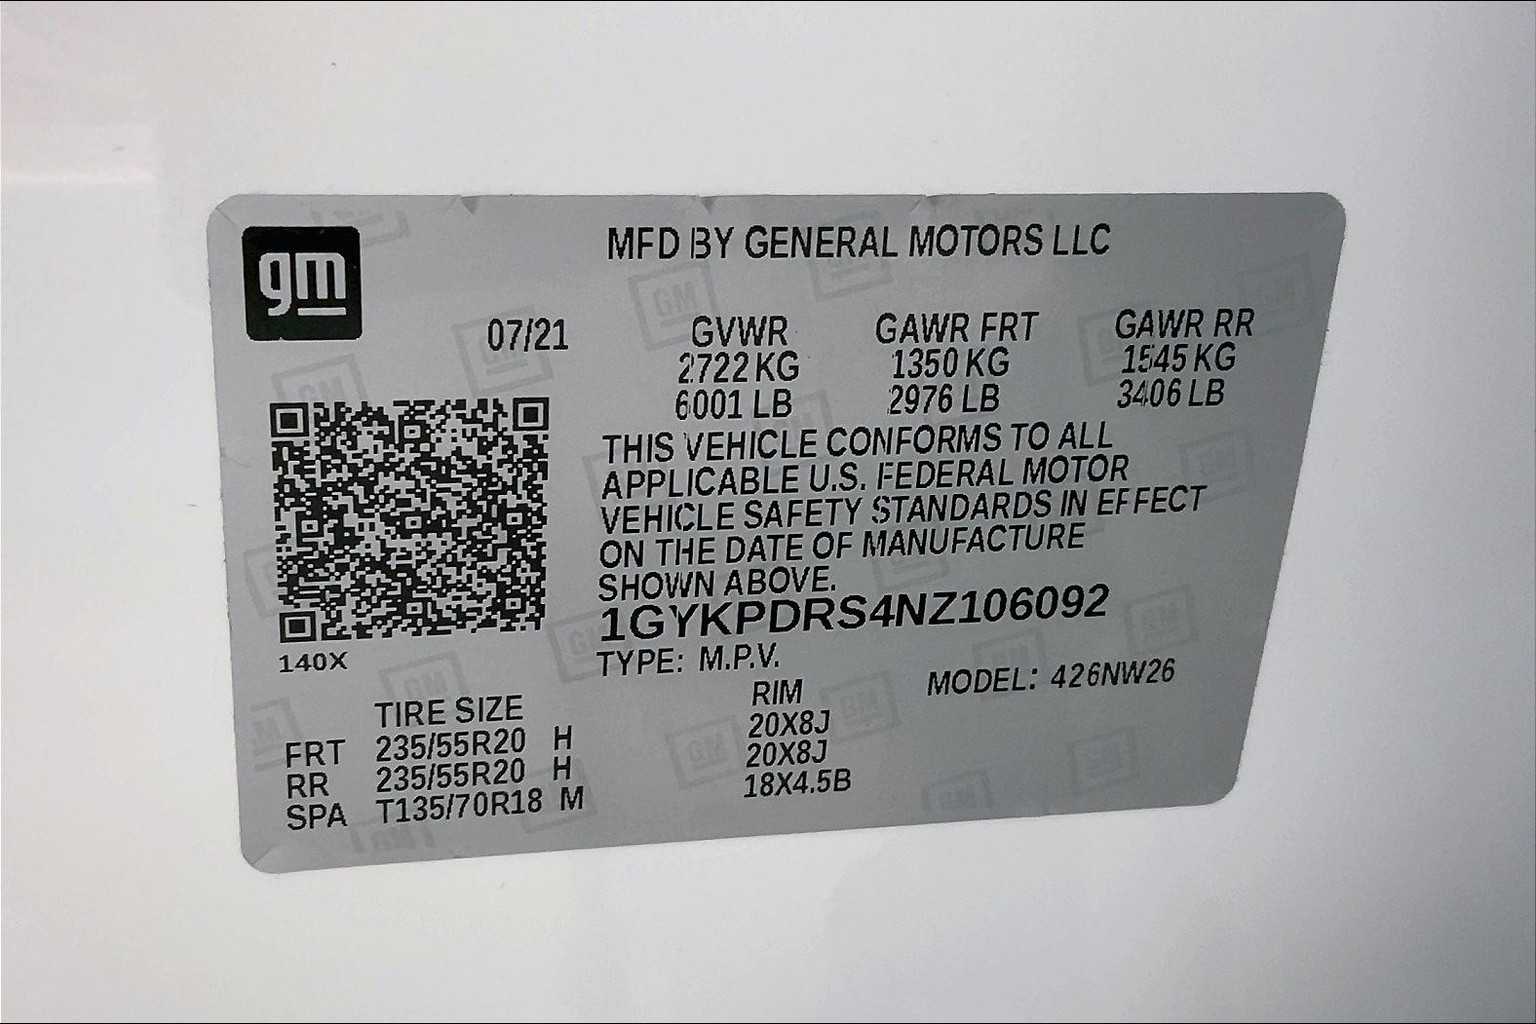 gm
MFD BY GENERAL MOTORS LLC
07/21 GVWR GAWR FRT GAWR RR
2722 KG 1350 KG 1545 KG
6001 LB 2976 LB 3406 LB
THIS VEHICLE CONFORMS TO ALL
APPLICABLE U.S. FEDERAL MOTOR
VEHICLE SAFETY STANDARDS IN EFFECT
ON THE DATE OF MANUFACTURE
SHOWN ABOVE.
1GYKPDRS4NZ106092
140X
TYPE: M.P.V. MODEL: 426NW26
TIRE SIZE RIM
FRT 235/55R20 H 20X8J
RR 235/55R20 H 20X8J
SPA T135/70R18 M 18X4.5B